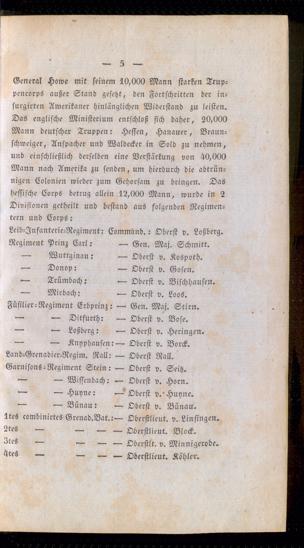 — 5 —
General Howe mit seinem 10,000 Mann starken Trup-
pencorps außer Stand gesetzt, den Fortschritten der in-
surgirten Amerikaner hinlänglichen Widerstand zu leisten.
Das englische Ministerium entschloß sich daher, 20,000
Mann deutscher Truppen: Hessen, Hanauer, Braun-
schweiger, Anspacher und Waldecker in Sold zu nehmen,
und einschließlich derselben eine Verstärkung von 40,000
Mann nach Amerika zu senden, um hierdurch die abtrün-
nigen Colonien wieder zum Gehorsam zu bringen. Das
hessische Corps betrug allein 12,000 Mann, wurde in 2
Divisionen getheilt und bestand aus folgenden Regimen-
tern und Corps:
Leib-Infanterie-Regiment: Command.: Oberst v. Loßberg.
Regiment Prinz Carl: — Gen. Maj. Schmitt.
— Wuttginau: — Oberst v. Kospoth.
— Donop: — Oberst v. Gosen.
— Trümbach: — Oberst v. Bischhausen.
— Mirbach: — Oberst v. Loos.
Füsilier-Regiment Erbprinz: — Gen. Maj. Stirn.
— — Ditfurth: — Oberst v. Bose.
— — Loßberg: — Oberst v. Heringen.
— — Knyphausen: — Oberst v. Borck.
Land-Grenadier-Regim. Rall: — Oberst Rall.
Garnisons-Regiment Stein: — Oberst v. Seitz.
— — Wissenbach: — Oberst v. Horn.
— — Huyne: — Oberst v. Huyne.
— — Bünau: — Oberst v. Bünau.
1tes combinirtes Grenad. Bat.: — Oberstlieut. v. Linsingen.
2tes — — — — Oberstlieut. Block.
3tes — — — — Oberstlt. v. Minnigerode.
4tes — — — — Oberstlieut. Köhler.